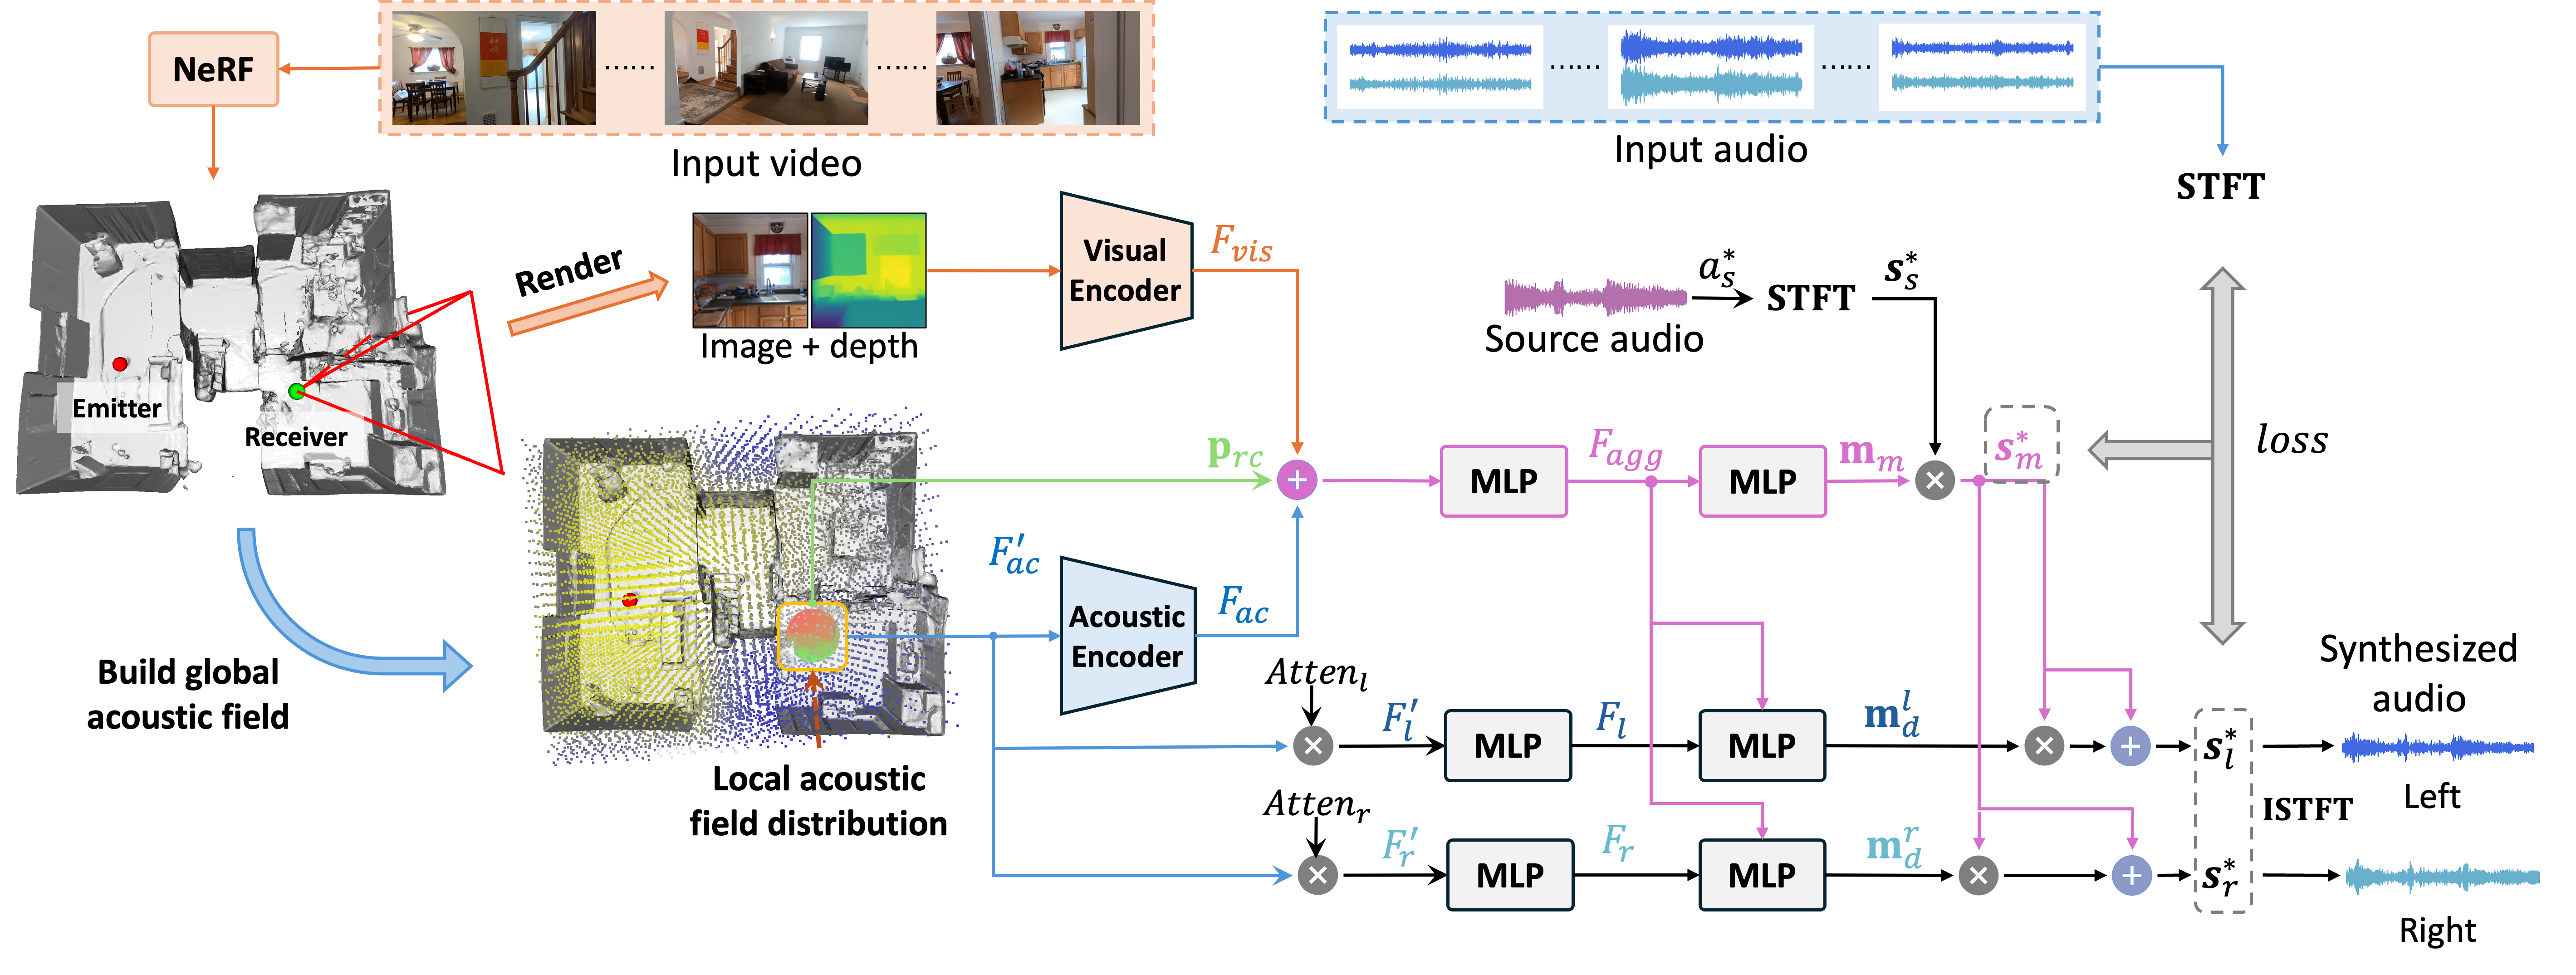 NeRF
......
......
Input video
......
......
Input audio
STFT
Render
Image + depth
Visual
Encoder
F_{vis}
Source audio
a_s^*
STFT
s_s^*
Emitter
Receiver
p_{rc}
+
MLP
F_{agg}
MLP
m_m
×
s_m^*
loss
F'_{ac}
Acoustic
Encoder
F_{ac}
Build global
acoustic field
Local acoustic
field distribution
Atten_l
×
F'_l
MLP
F_l
MLP
m_d^l
×
+
s_l^*
Synthesized
audio
Left
ISTFT
Atten_r
×
F'_r
MLP
F_r
MLP
m_d^r
×
+
s_r^*
Right